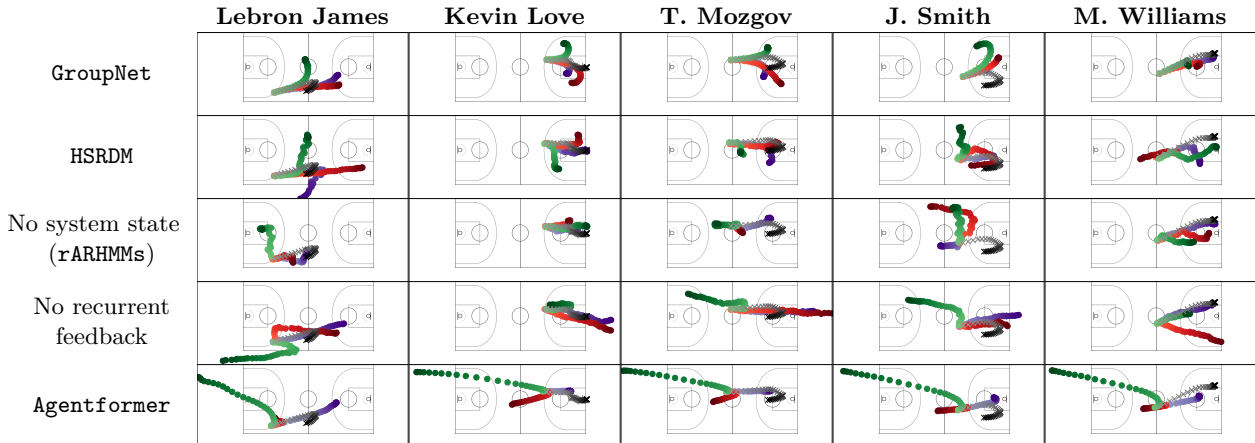 Lebron James Kevin Love T. Mozgov J. Smith M. Williams
GroupNet
HSRDM
No system state
(rARHMMs)
No recurrent
feedback
Agentformer